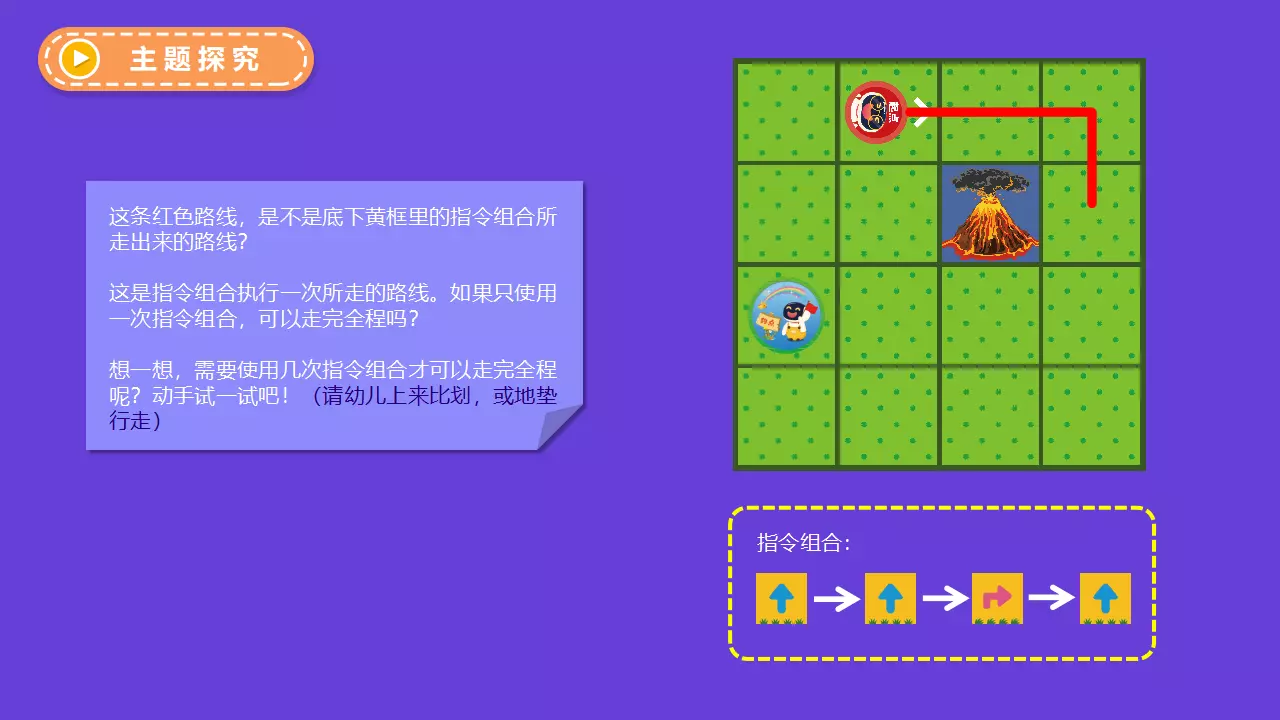 主题探究
这条红色路线，是不是底下黄框里的指令组合所
走出来的路线？
这是指令组合执行一次所走的路线。如果只使用
一次指令组合，可以走完全程吗？
想一想，需要使用几次指令组合才可以走完全程
呢？动手试一试吧！（请幼儿上来比划，或地垫
行走）
起点
终点
指令组合：